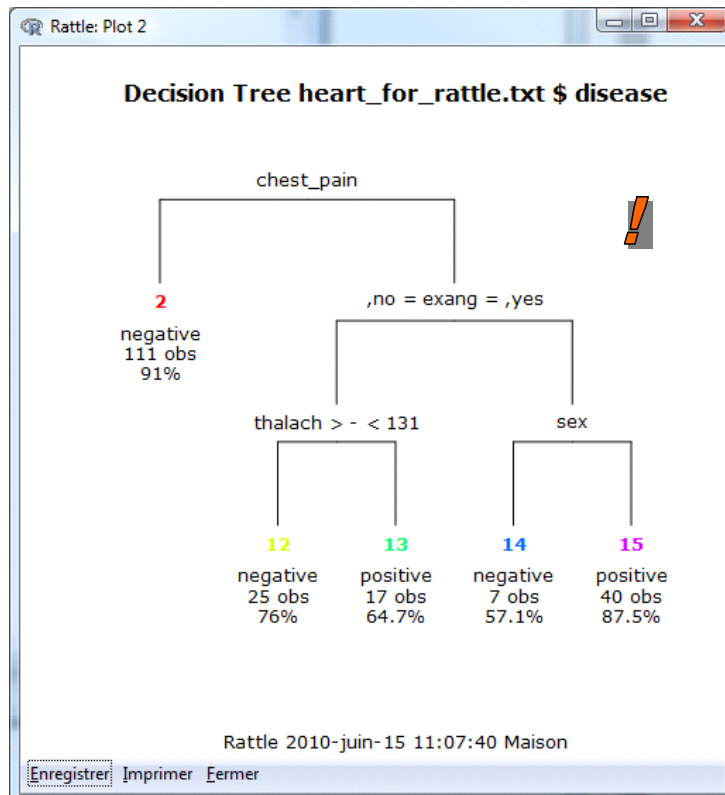 Rattle: Plot 2
Decision Tree heart_for_rattle.txt $ disease
chest_pain
2
negative
111 obs
91%
,no = exang = ,yes
thalach > - < 131
sex
12
negative
25 obs
76%
13
positive
17 obs
64.7%
14
negative
7 obs
57.1%
15
positive
40 obs
87.5%
Rattle 2010-juin-15 11:07:40 Maison
Enregistrer Imprimer Fermer